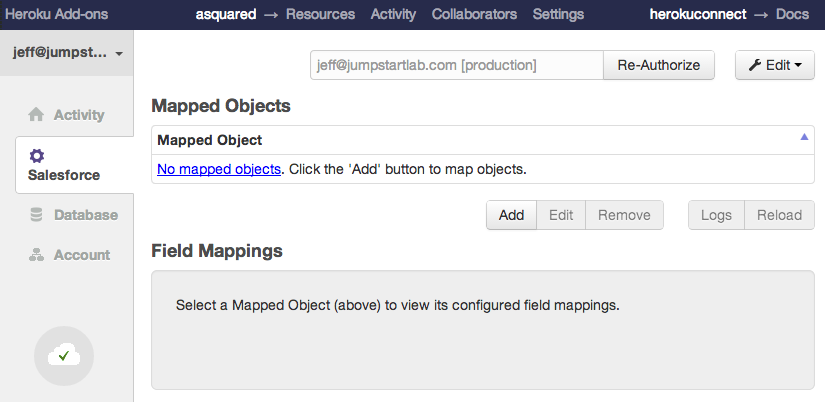 Heroku Add-ons asquared → Resources Activity Collaborators Settings herokuconnect → Docs
jeff@jumpst...
jeff@jumpstartlab.com [production] Re-Authorize Edit
Activity
Salesforce
Database
Account
Mapped Objects
Mapped Object
No mapped objects. Click the 'Add' button to map objects.
Add Edit Remove Logs Reload
Field Mappings
Select a Mapped Object (above) to view its configured field mappings.